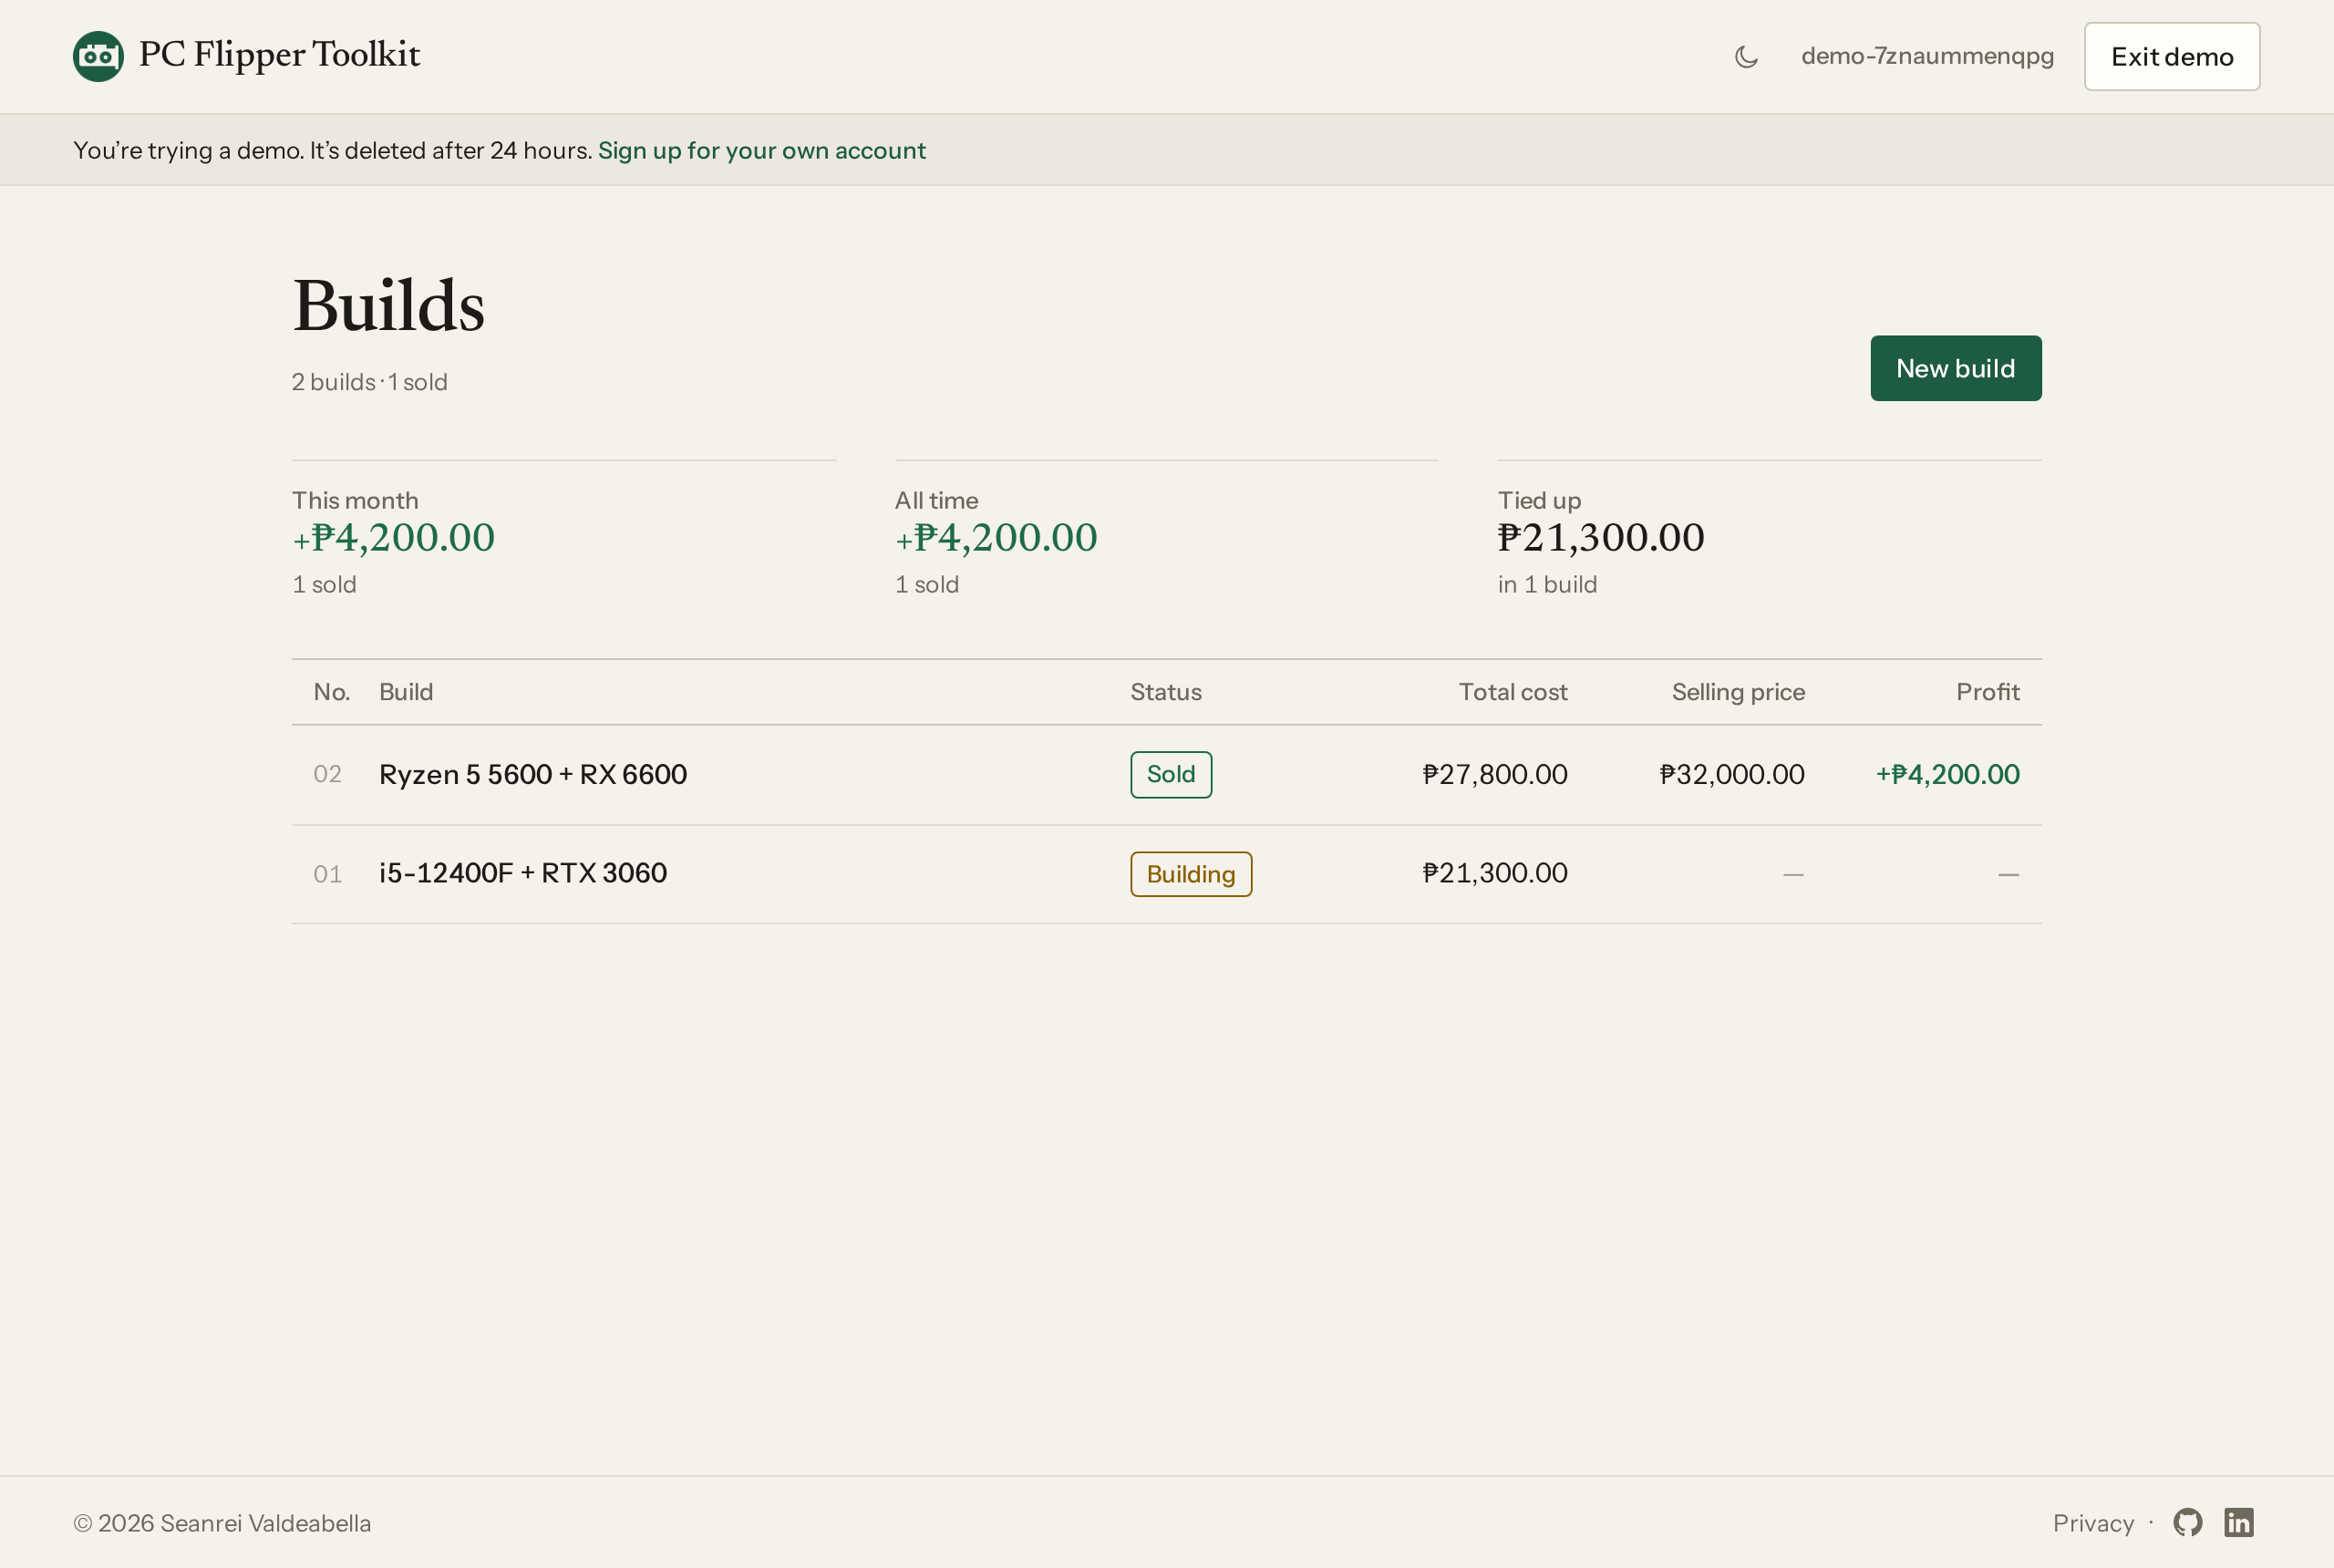 PC Flipper Toolkit
demo-7znaummenqpg
Exit demo
You’re trying a demo. It’s deleted after 24 hours. Sign up for your own account
Builds
2 builds · 1 sold
New build
This month
+₱4,200.00
1 sold
All time
+₱4,200.00
1 sold
Tied up
₱21,300.00
in 1 build
No. Build Status Total cost Selling price Profit
02 Ryzen 5 5600 + RX 6600 Sold ₱27,800.00 ₱32,000.00 +₱4,200.00
01 i5-12400F + RTX 3060 Building ₱21,300.00 — —
© 2026 Seanrei Valdeabella
Privacy ·
in